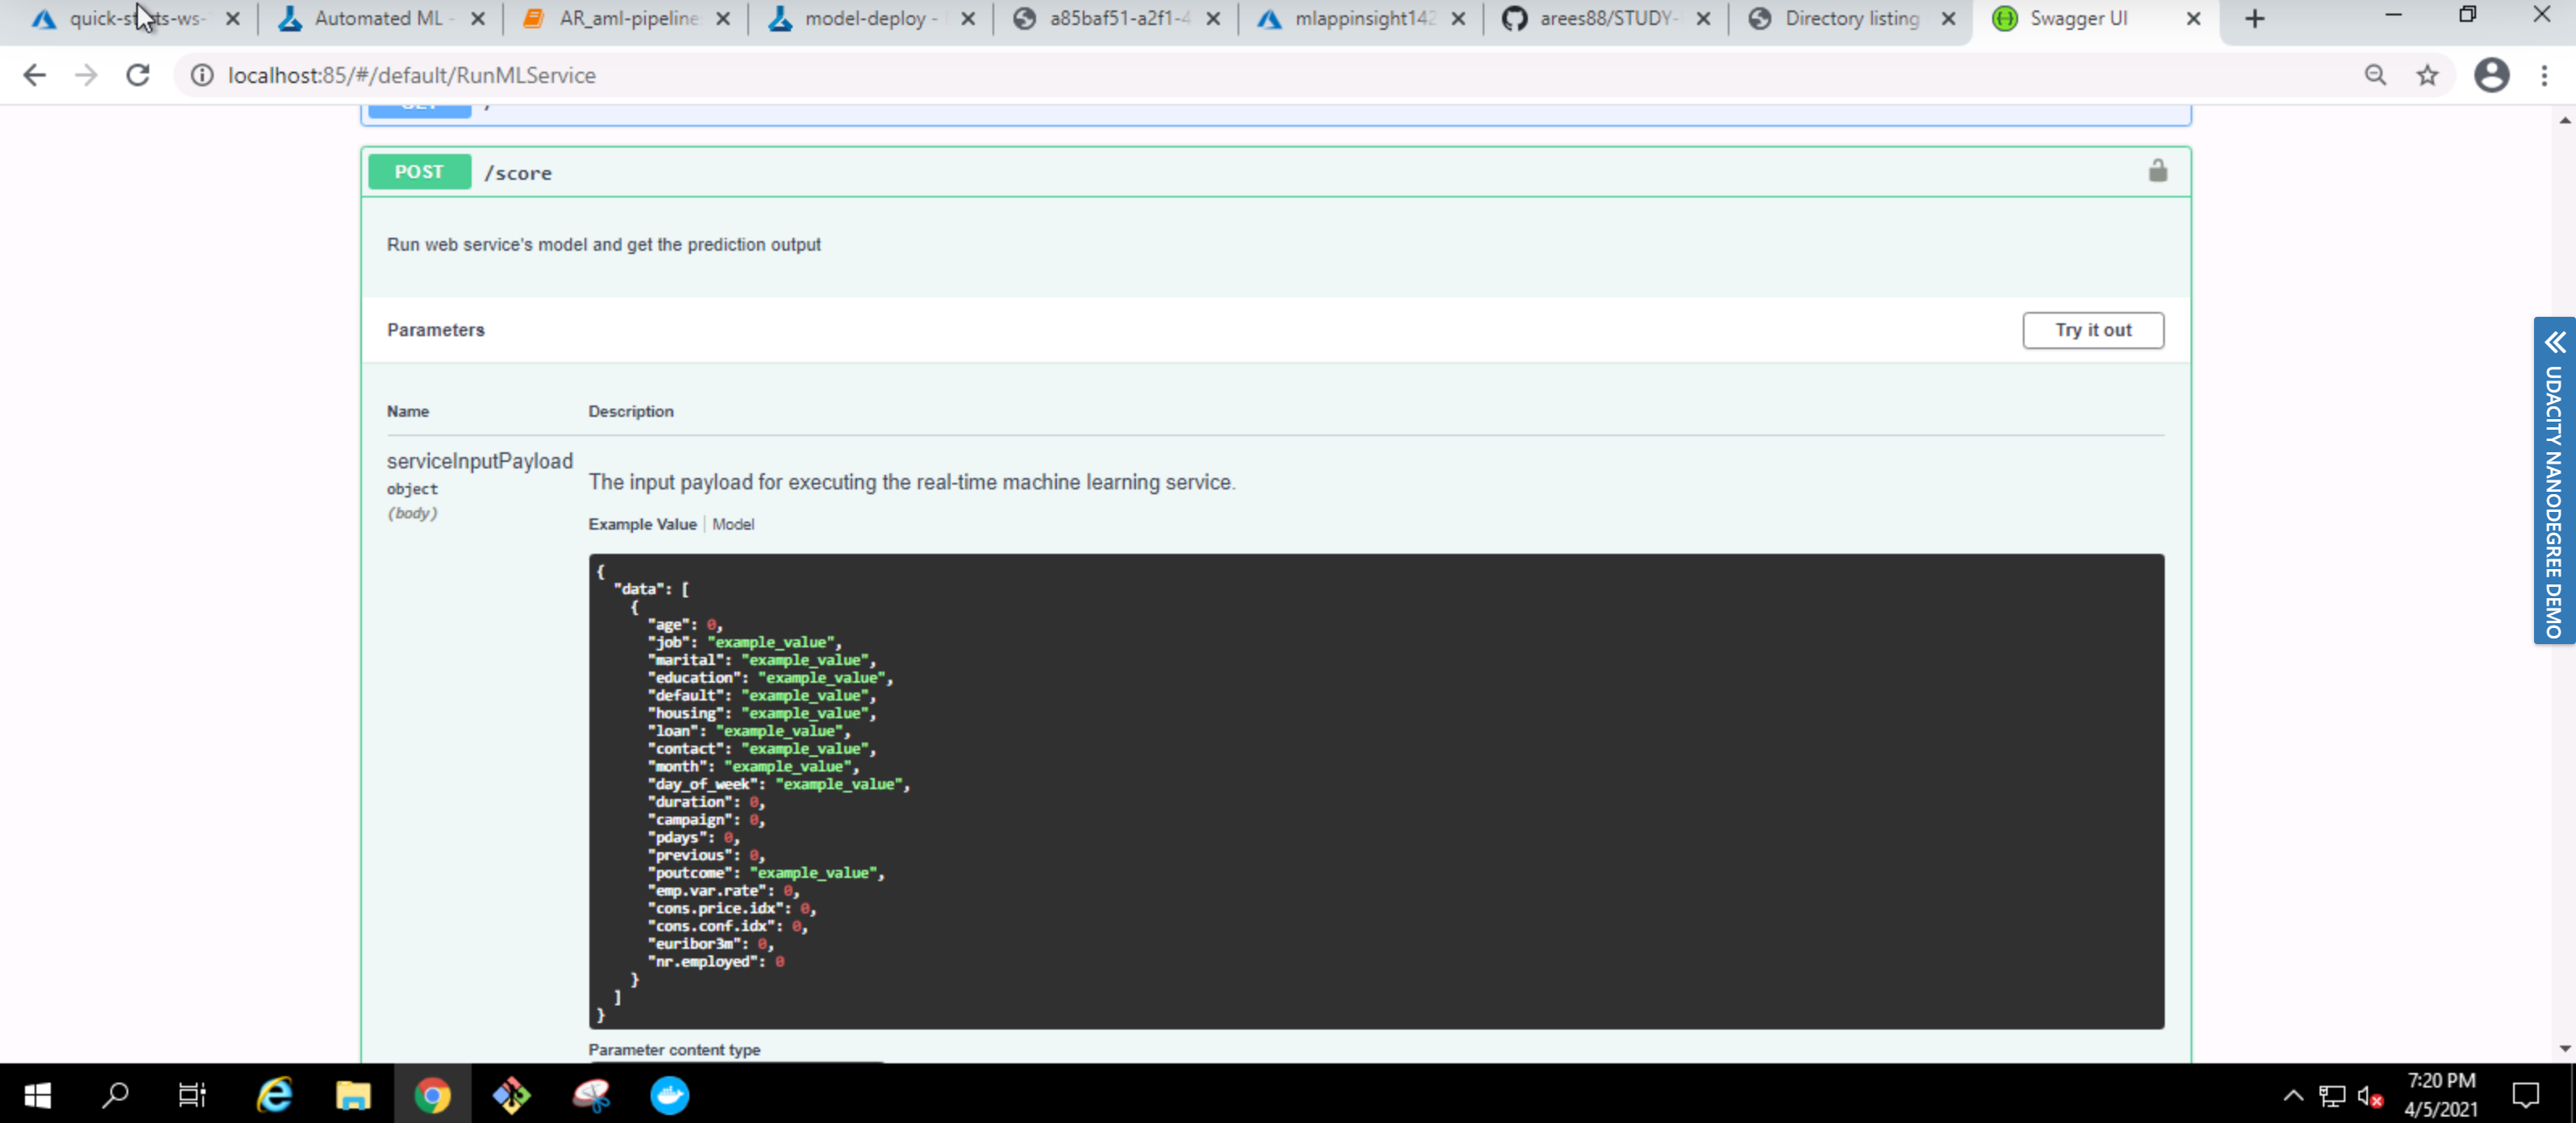 quick-starts-ws-
Automated ML -
AR_aml-pipeline
model-deploy -
a85baf51-a2f1-4
mlappinsight142
arees88/STUDY-
Directory listing
Swagger UI
localhost:85/#/default/RunMLService
GET /
POST /score
Run web service's model and get the prediction output
Parameters
Try it out
Name Description
serviceInputPayload
object
(body)
The input payload for executing the real-time machine learning service.
Example Value | Model
{
"data": [
{
"age": 0,
"job": "example_value",
"marital": "example_value",
"education": "example_value",
"default": "example_value",
"housing": "example_value",
"loan": "example_value",
"contact": "example_value",
"month": "example_value",
"day_of_week": "example_value",
"duration": 0,
"campaign": 0,
"pdays": 0,
"previous": 0,
"poutcome": "example_value",
"emp.var.rate": 0,
"cons.price.idx": 0,
"cons.conf.idx": 0,
"euribor3m": 0,
"nr.employed": 0
}
]
}
Parameter content type
UDACITY NANODEGREE DEMO
7:20 PM
4/5/2021